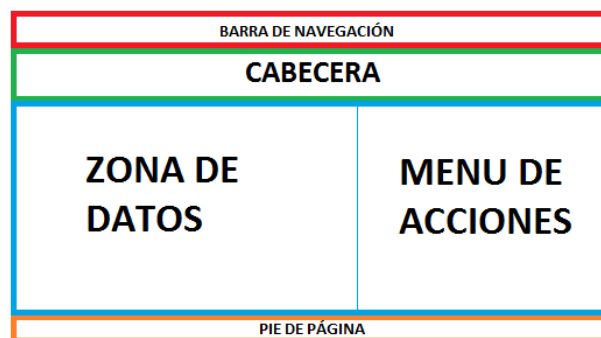 BARRA DE NAVEGACIÓN
CABECERA
ZONA DE
DATOS
MENU DE
ACCIONES
PIE DE PÁGINA